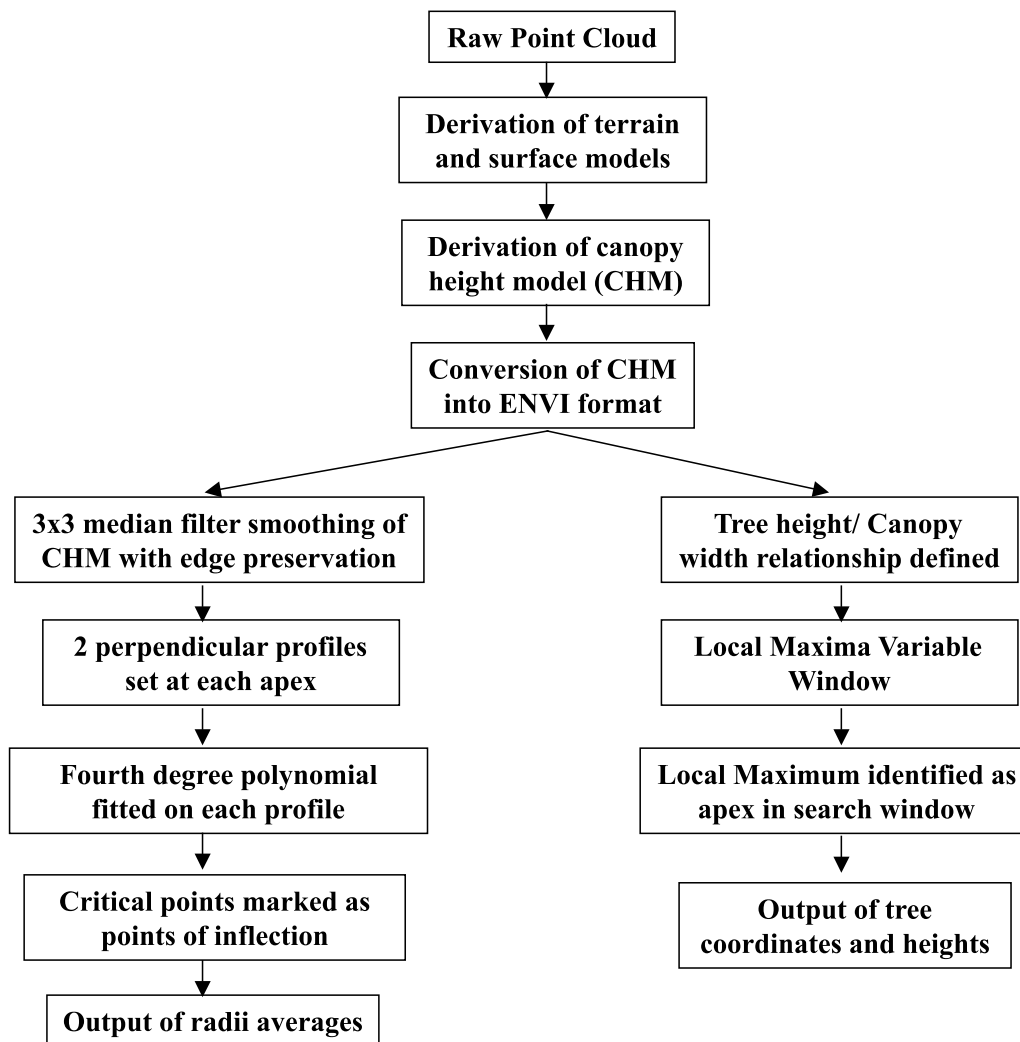 Raw Point Cloud
Derivation of terrain
and surface models
Derivation of canopy
height model (CHM)
Conversion of CHM
into ENVI format
3x3 median filter smoothing of
CHM with edge preservation
2 perpendicular profiles
set at each apex
Fourth degree polynomial
fitted on each profile
Critical points marked as
points of inflection
Output of radii averages
Tree height/ Canopy
width relationship defined
Local Maxima Variable
Window
Local Maximum identified as
apex in search window
Output of tree
coordinates and heights